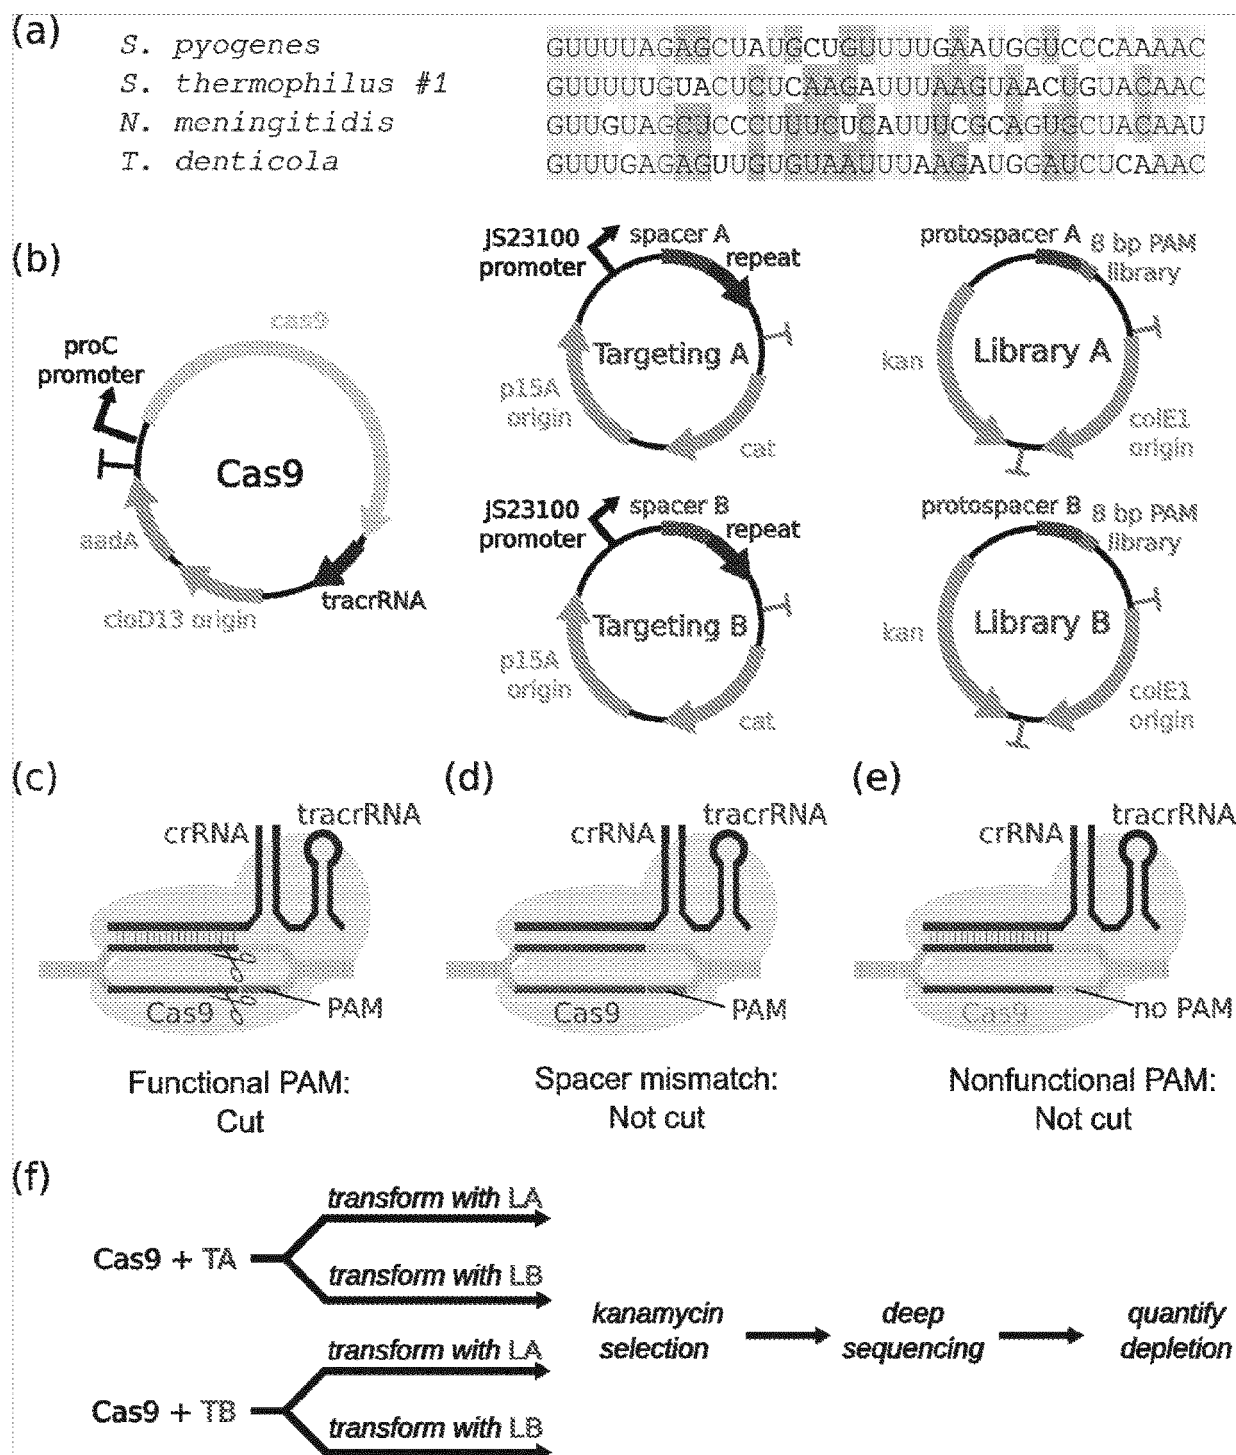 (a)
S. pyogenes GUUUUAGAGCUAUGCUGUUUUGAAUGGUCCCAAAAC
S. thermophilus #1 GUUUUUGUACUCUCAAGAUUUAAGUAACUGUACAAC
N. meningitidis GUUGUAGCUCCCUUUCUCAUUUCGCAGUGCUACAAU
T. denticola GUUUGAGAGUUGUGUAAUUUAAGAUGGAUCUCAAAC
(b)
cas9
proC
promoter
Cas9
aadA
cloD13 origin
tracrRNA
JS23100
promoter
spacer A
repeat
Targeting A
p15A
origin
cat
protospacer A
8 bp PAM
library
kan
Library A
colE1
origin
JS23100
promoter
spacer B
repeat
Targeting B
p15A
origin
cat
protospacer B
8 bp PAM
library
kan
Library B
colE1
origin
(c)
crRNA
tracrRNA
Cas9
PAM
Functional PAM:
Cut
(d)
crRNA
tracrRNA
Cas9
PAM
Spacer mismatch:
Not cut
(e)
crRNA
tracrRNA
Cas9
no PAM
Nonfunctional PAM:
Not cut
(f)
Cas9 + TA
transform with LA
transform with LB
Cas9 + TB
transform with LA
transform with LB
kanamycin
selection
deep
sequencing
quantify
depletion